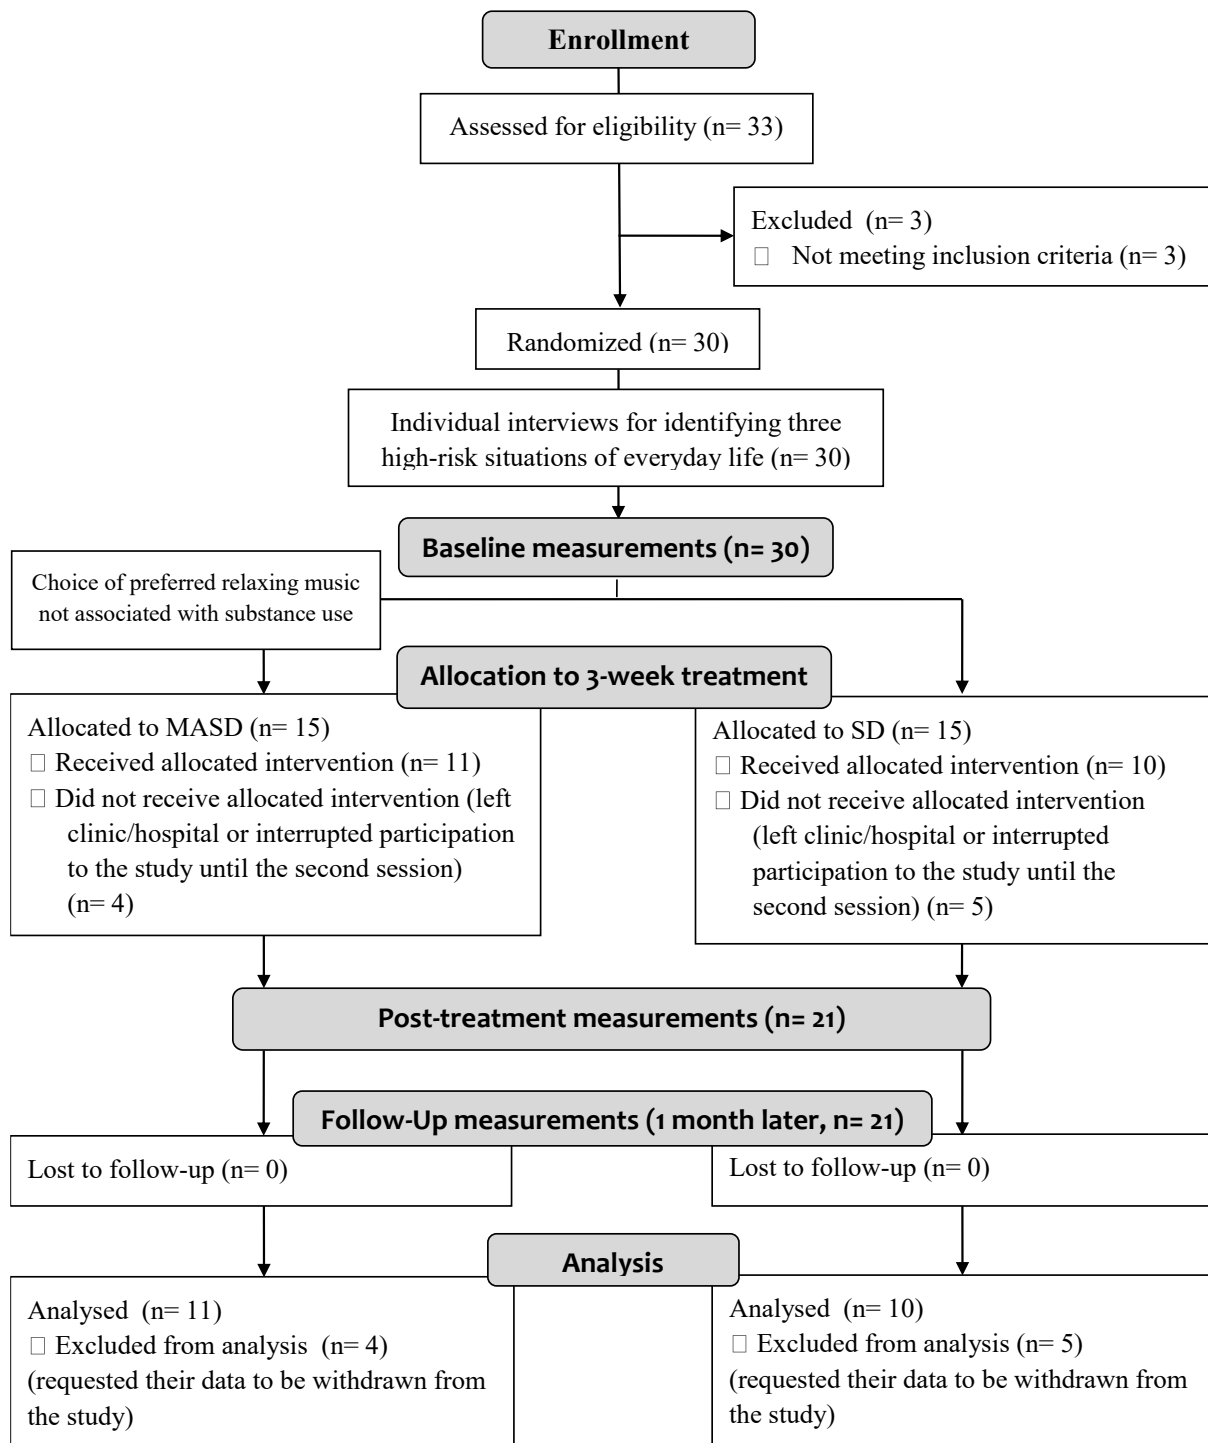 Enrollment
Assessed for eligibility (n= 33)
Excluded (n= 3)
□ Not meeting inclusion criteria (n= 3)
Randomized (n= 30)
Individual interviews for identifying three
high-risk situations of everyday life (n= 30)
Baseline measurements (n= 30)
Choice of preferred relaxing music
not associated with substance use
Allocation to 3-week treatment
Allocated to MASD (n= 15)
□ Received allocated intervention (n= 11)
□ Did not receive allocated intervention (left
clinic/hospital or interrupted participation
to the study until the second session)
(n= 4)
Allocated to SD (n= 15)
□ Received allocated intervention (n= 10)
□ Did not receive allocated intervention
(left clinic/hospital or interrupted
participation to the study until the
second session) (n= 5)
Post-treatment measurements (n= 21)
Follow-Up measurements (1 month later, n= 21)
Lost to follow-up (n= 0)
Lost to follow-up (n= 0)
Analysis
Analysed (n= 11)
□ Excluded from analysis (n= 4)
(requested their data to be withdrawn from
the study)
Analysed (n= 10)
□ Excluded from analysis (n= 5)
(requested their data to be withdrawn from
the study)